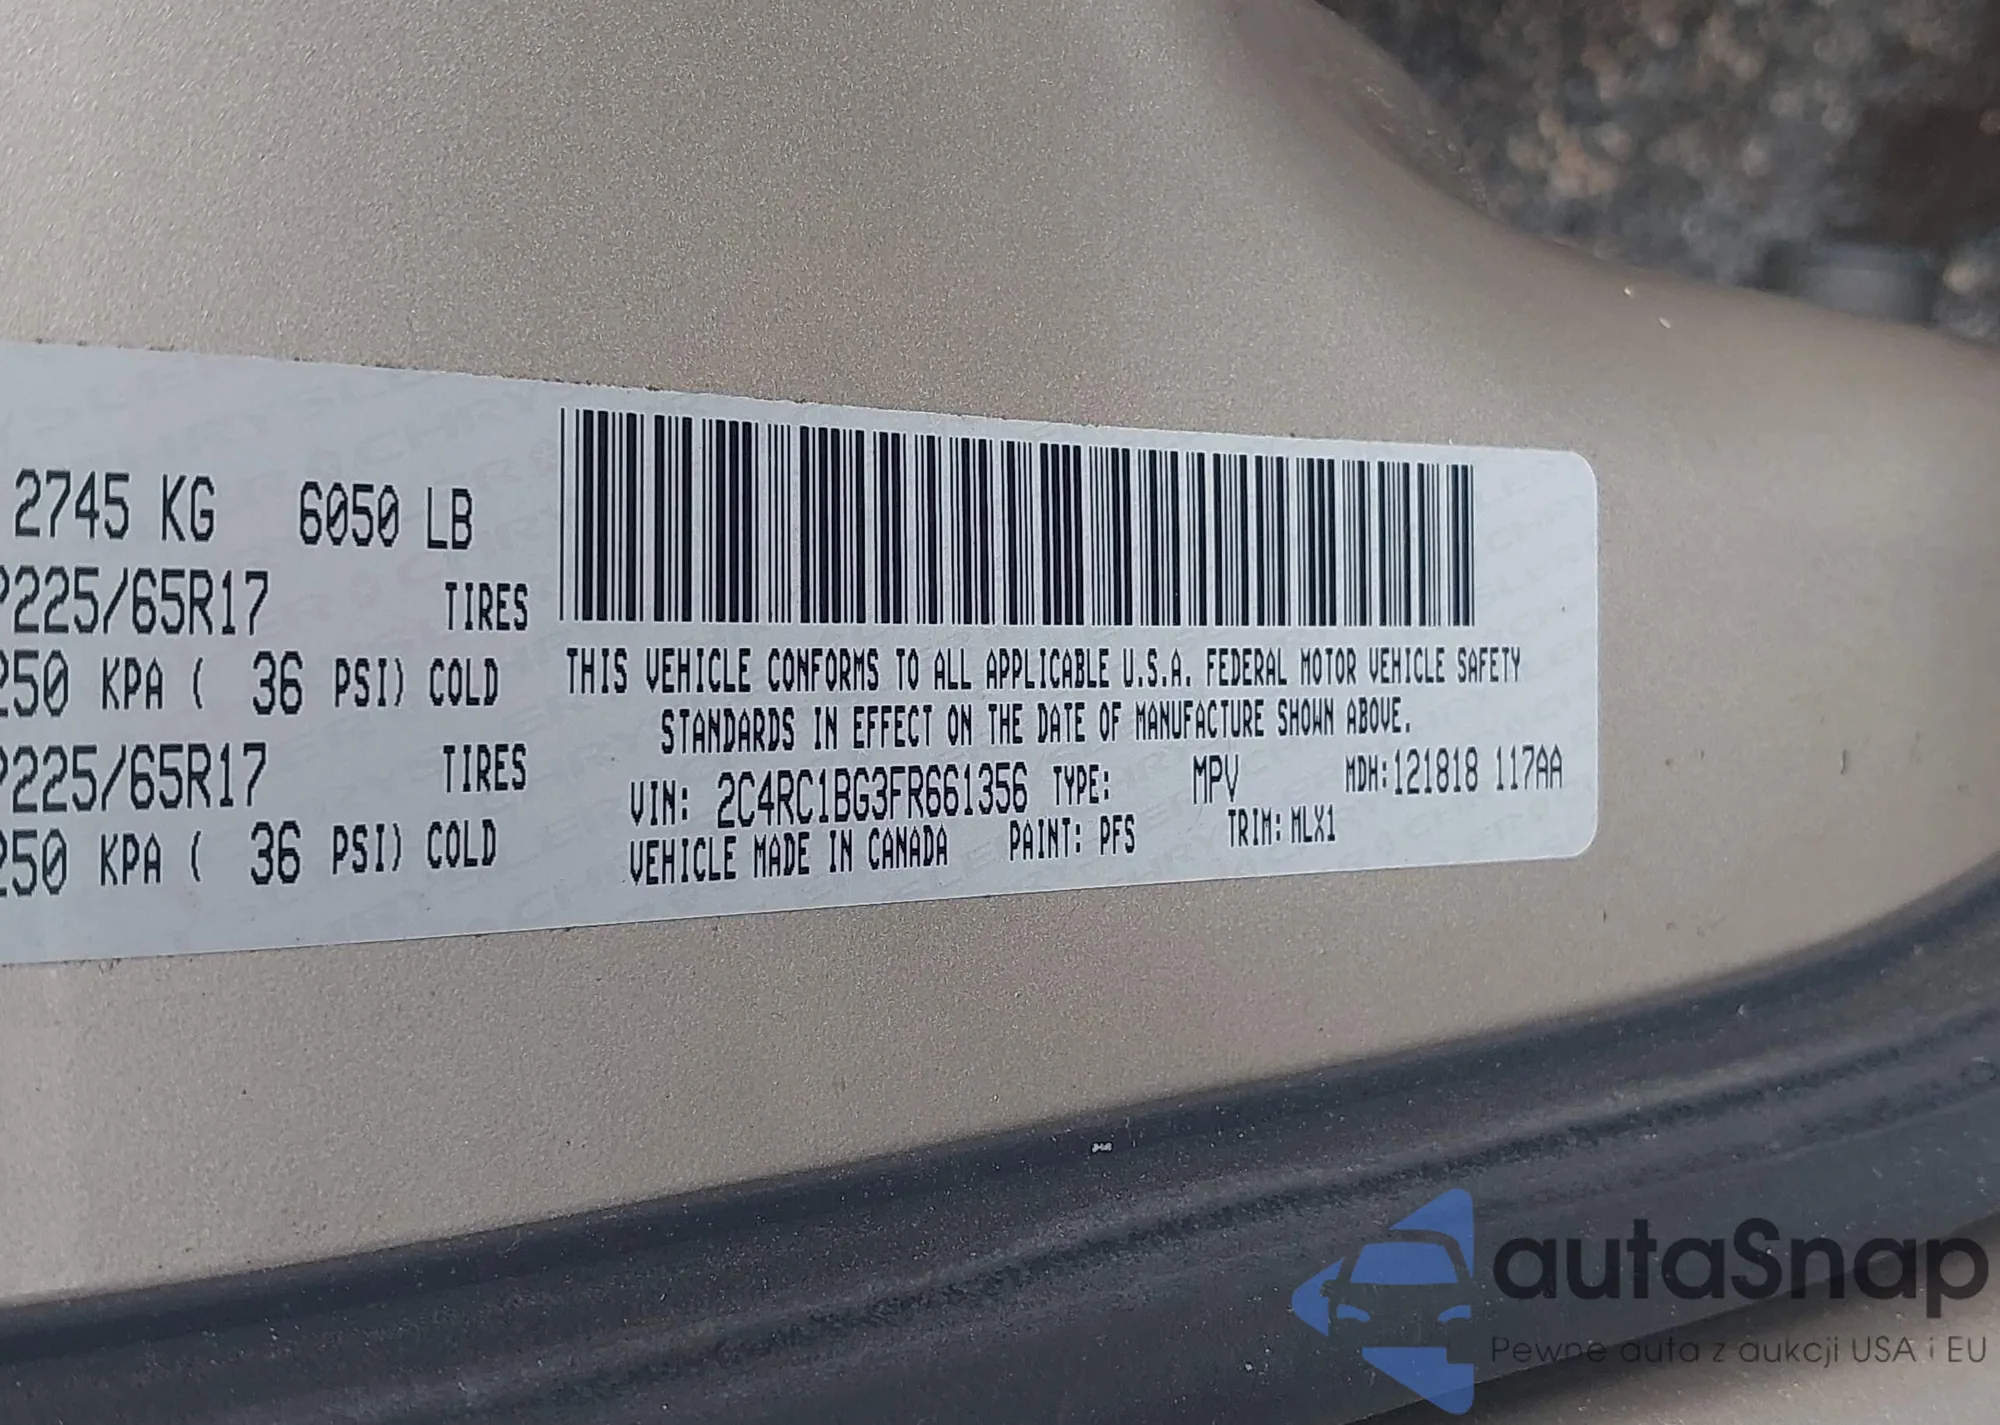 2745 KG 6050 LB
P225/65R17 TIRES
250 KPA ( 36 PSI) COLD
P225/65R17 TIRES
250 KPA ( 36 PSI) COLD
THIS VEHICLE CONFORMS TO ALL APPLICABLE U.S.A. FEDERAL MOTOR VEHICLE SAFETY
STANDARDS IN EFFECT ON THE DATE OF MANUFACTURE SHOWN ABOVE.
VIN: 2C4RC1BG3FR661356 TYPE: MPV MDH:121818 117AA
VEHICLE MADE IN CANADA PAINT: PFS TRIM: MLX1
autaSnap
Pewne auta z aukcji USA i EU